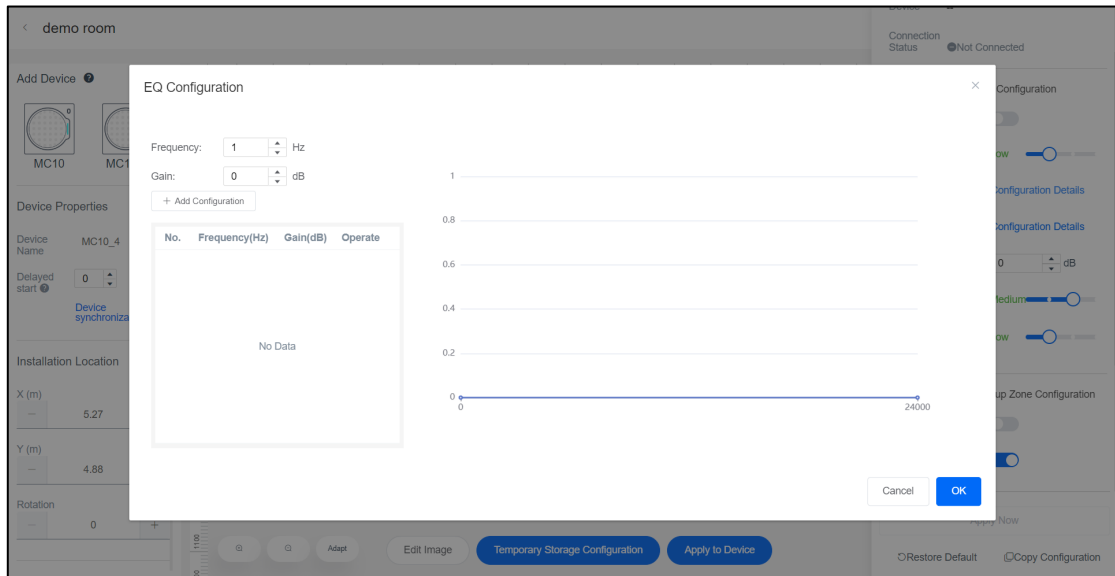 demo room
Connection
Status
Not Connected
Add Device
MC10
MC1
Device Properties
Device
Name
MC10_4
Delayed
start
0
Device
synchroniza
Installation Location
X (m)
5.27
Y (m)
4.88
Rotation
0
EQ Configuration
Frequency:
1
Hz
Gain:
0
dB
+ Add Configuration
No. Frequency(Hz) Gain(dB) Operate
No Data
1
0.8
0.6
0.4
0.2
0
0
24000
Cancel
OK
Configuration
ow
onfiguration Details
onfiguration Details
0
dB
Medium
ow
up Zone Configuration
Apply Now
Restore Default
Copy Configuration
1100
Adapt
Edit Image
Temporary Storage Configuration
Apply to Device